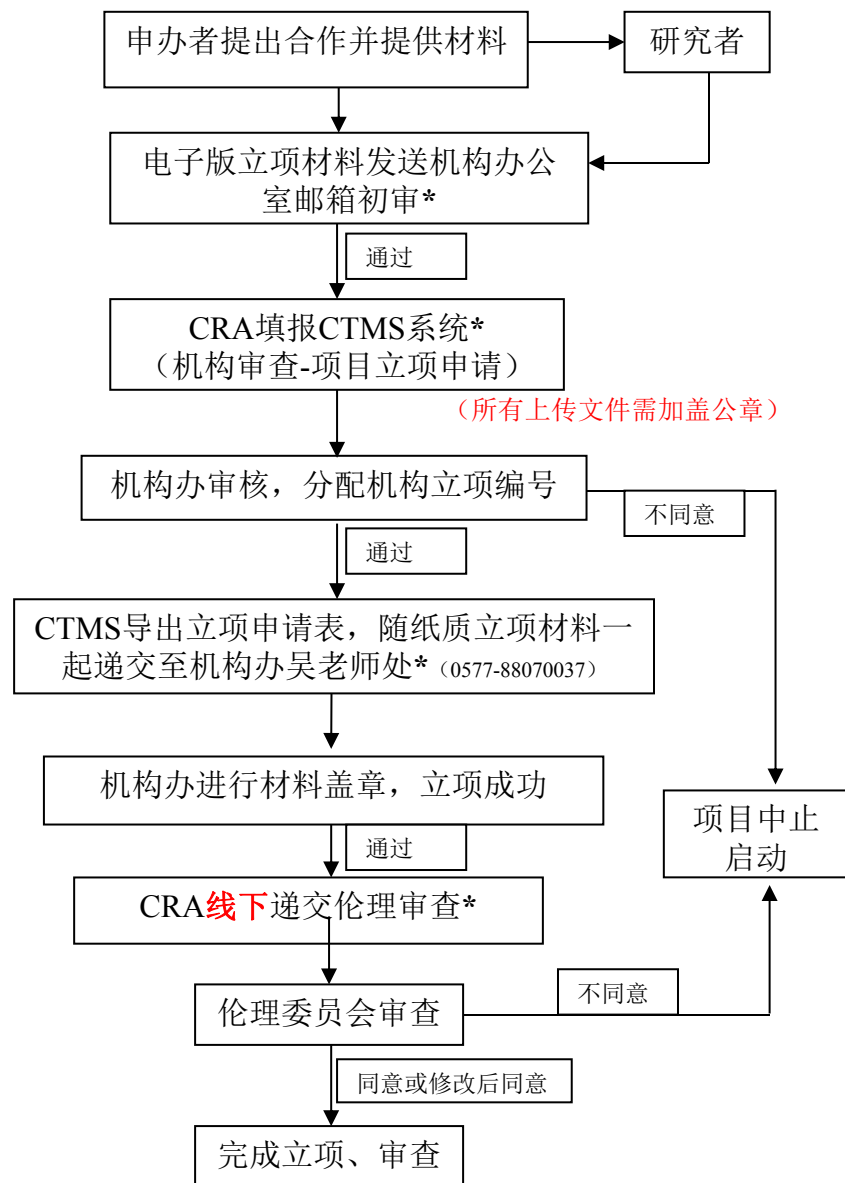 申办者提出合作并提供材料
研究者
电子版立项材料发送机构办公
室邮箱初审*
通过
CRA填报CTMS系统*
（机构审查-项目立项申请）
（所有上传文件需加盖公章）
机构办审核，分配机构立项编号
不同意
通过
CTMS导出立项申请表，随纸质立项材料一
起递交至机构办吴老师处*（0577-88070037）
机构办进行材料盖章，立项成功
项目中止
启动
通过
CRA线下递交伦理审查*
伦理委员会审查
不同意
同意或修改后同意
完成立项、审查